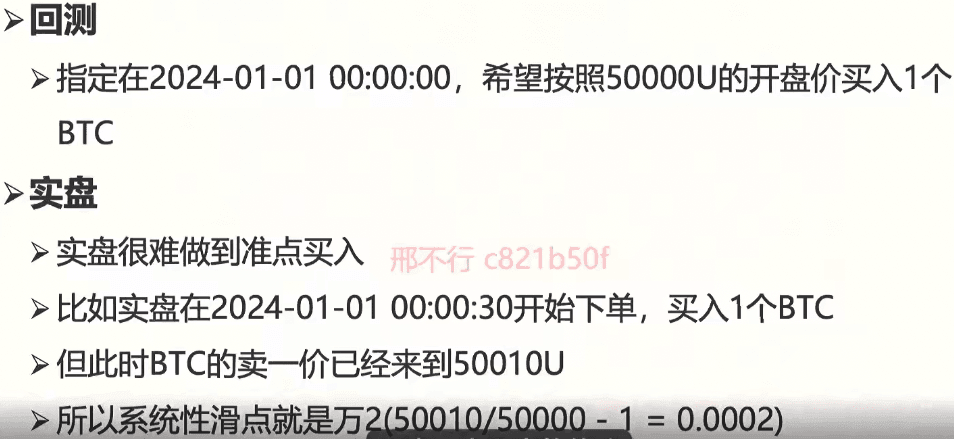 ➢回测
➢指定在2024-01-01 00:00:00，希望按照50000U的开盘价买入1个
BTC
➢实盘
➢实盘很难做到准点买入
邢不行 c821b50f
➢比如实盘在2024-01-01 00:00:30开始下单，买入1个BTC
➢但此时BTC的卖一价已经来到50010U
➢所以系统性滑点就是万2(50010/50000 - 1 = 0.0002)